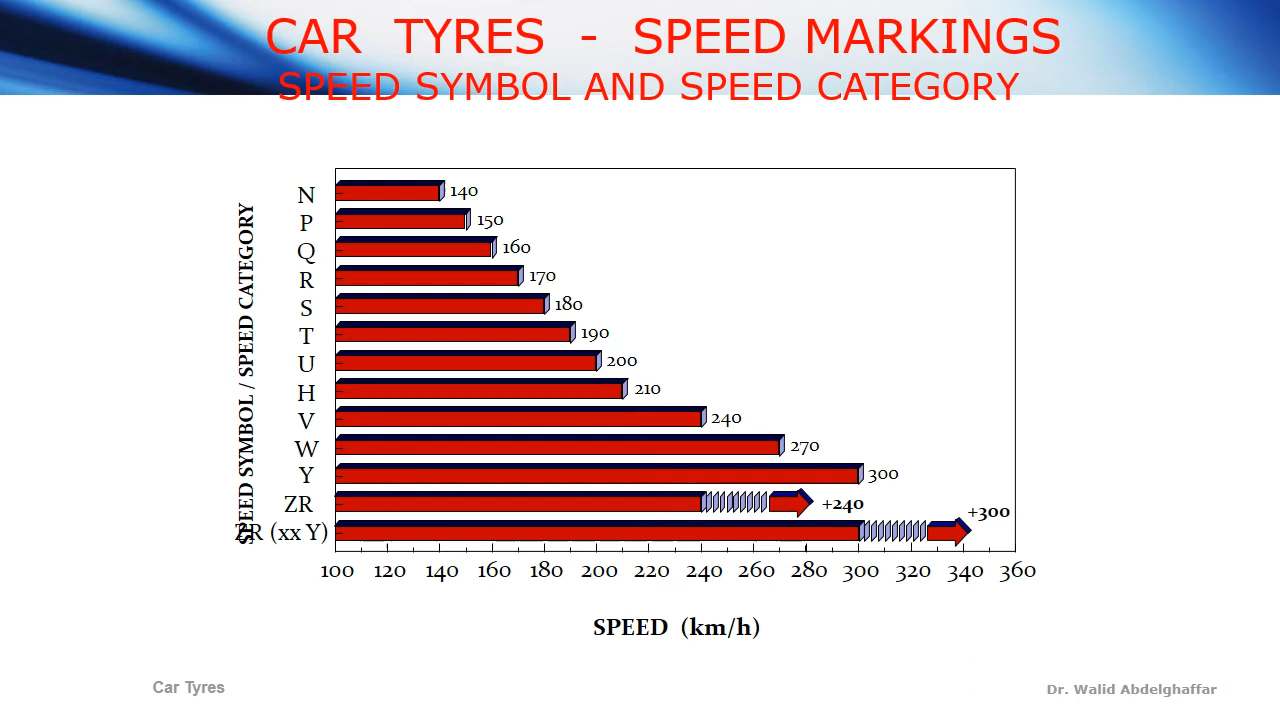 CAR TYRES - SPEED MARKINGS
SPEED SYMBOL AND SPEED CATEGORY
SPEED SYMBOL / SPEED CATEGORY
N 140
P 150
Q 160
R 170
S 180
T 190
U 200
H 210
V 240
W 270
Y 300
ZR +240
ZR (xx Y) +300
100 120 140 160 180 200 220 240 260 280 300 320 340 360
SPEED (km/h)
Car Tyres
Dr. Walid Abdelghaffar